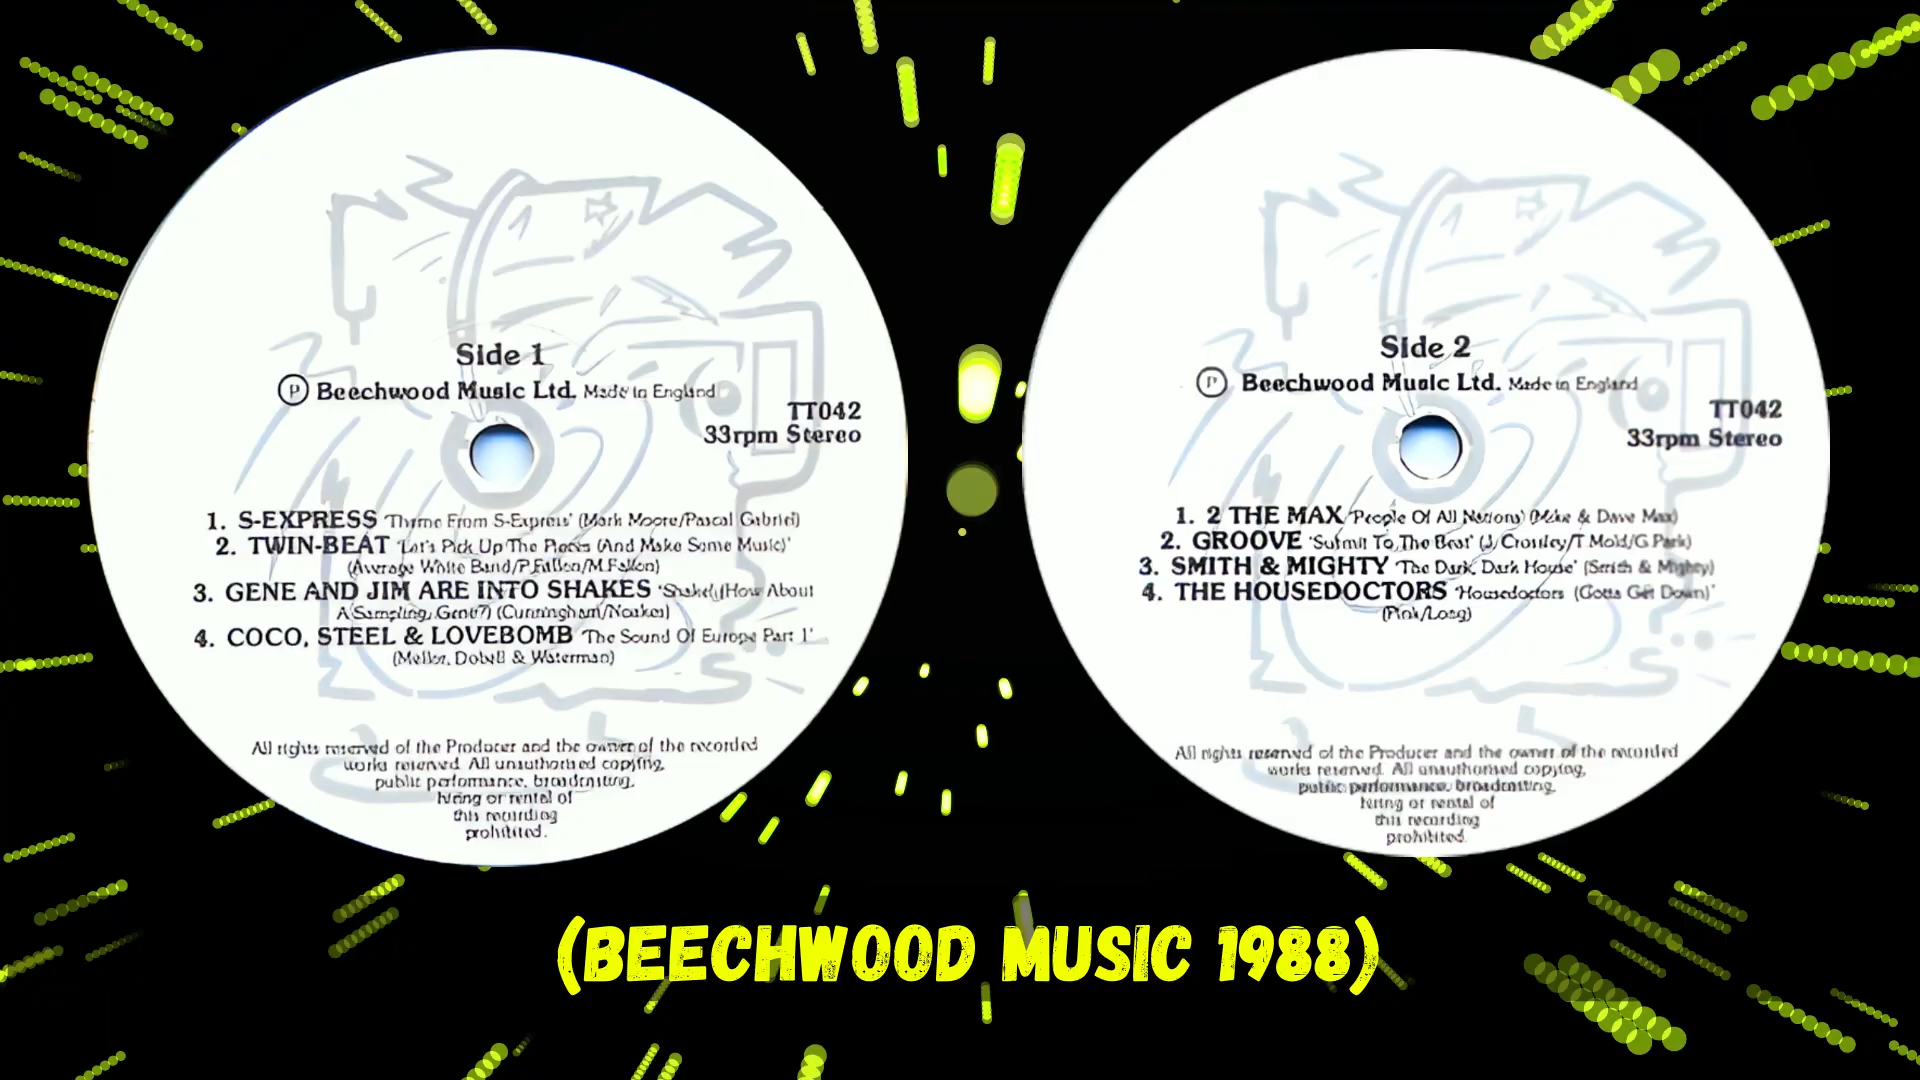 Side 1
Ⓟ Beechwood Music Ltd. Made in England
TT042
33rpm Stereo
1. S-EXPRESS 'Theme From S-Express' (Mark Moore/Pascal Gabriel)
2. TWIN-BEAT 'Let's Pick Up The Pieces (And Make Some Music)'
(Average White Band/P.Fallon/M.Fallon)
3. GENE AND JIM ARE INTO SHAKES 'Shake! (How About
A Sampling, Gene?) (Cunningham/Noakes)
4. COCO, STEEL & LOVEBOMB 'The Sound Of Europe Part 1'
(Mellor, Dobell & Waterman)
All rights reserved of the Producer and the owner of the recorded
works reserved. All unauthorised copying,
public performance, broadcasting,
hiring or rental of
this recording
prohibited.
Side 2
Ⓟ Beechwood Music Ltd. Made in England
TT042
33rpm Stereo
1. 2 THE MAX 'People Of All Nations' (Mike & Dave Max)
2. GROOVE 'Submit To The Beat' (J. Crossley/T Mold/G Park)
3. SMITH & MIGHTY 'The Dark, Dark House' (Smith & Mighty)
4. THE HOUSEDOCTORS 'Housedoctors (Gotta Get Down)'
(Pink/Long)
All rights reserved of the Producer and the owner of the recorded
works reserved. All unauthorised copying,
public performance, broadcasting,
hiring or rental of
this recording
prohibited.
(BEECHWOOD MUSIC 1988)